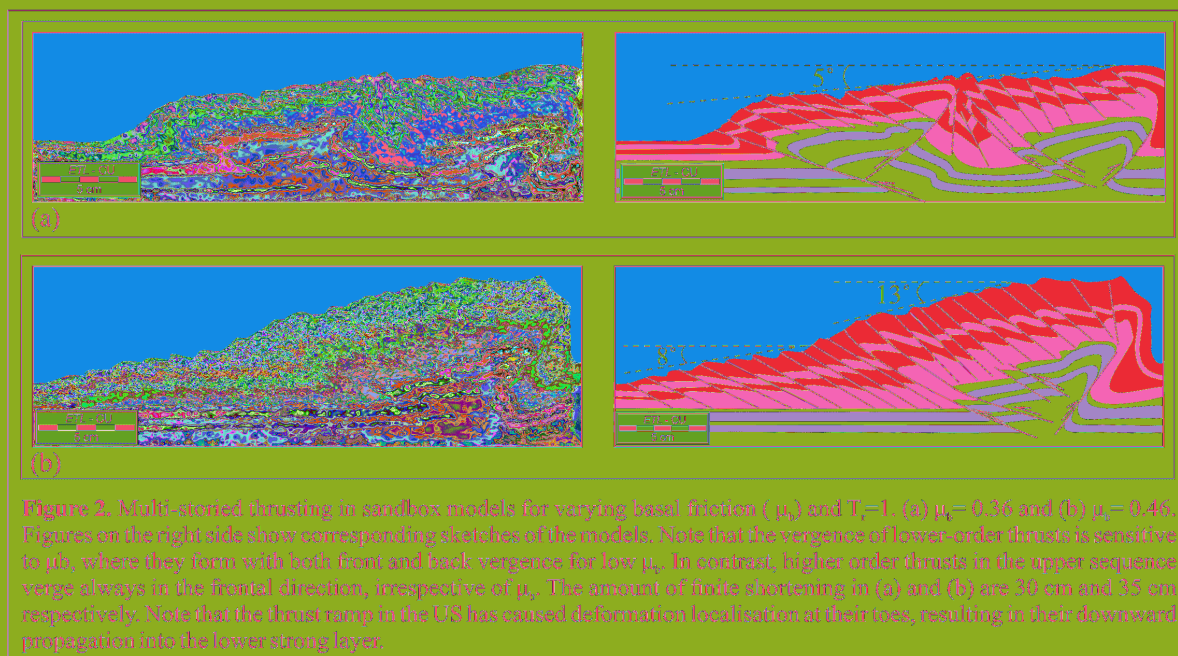 5°
(a)
13°
8°
(b)
Figure 2. Multi-storied thrusting in sandbox models for varying basal friction ( μb) and Tr=1. (a) μb= 0.36 and (b) μb= 0.46.
Figures on the right side show corresponding sketches of the models. Note that the vergence of lower-order thrusts is sensitive
to μb, where they form with both front and back vergence for low μb. In contrast, higher order thrusts in the upper sequence
verge always in the frontal direction, irrespective of μb. The amount of finite shortening in (a) and (b) are 30 cm and 35 cm
respectively. Note that the thrust ramp in the US has caused deformation localisation at their toes, resulting in their downward
propagation into the lower strong layer.